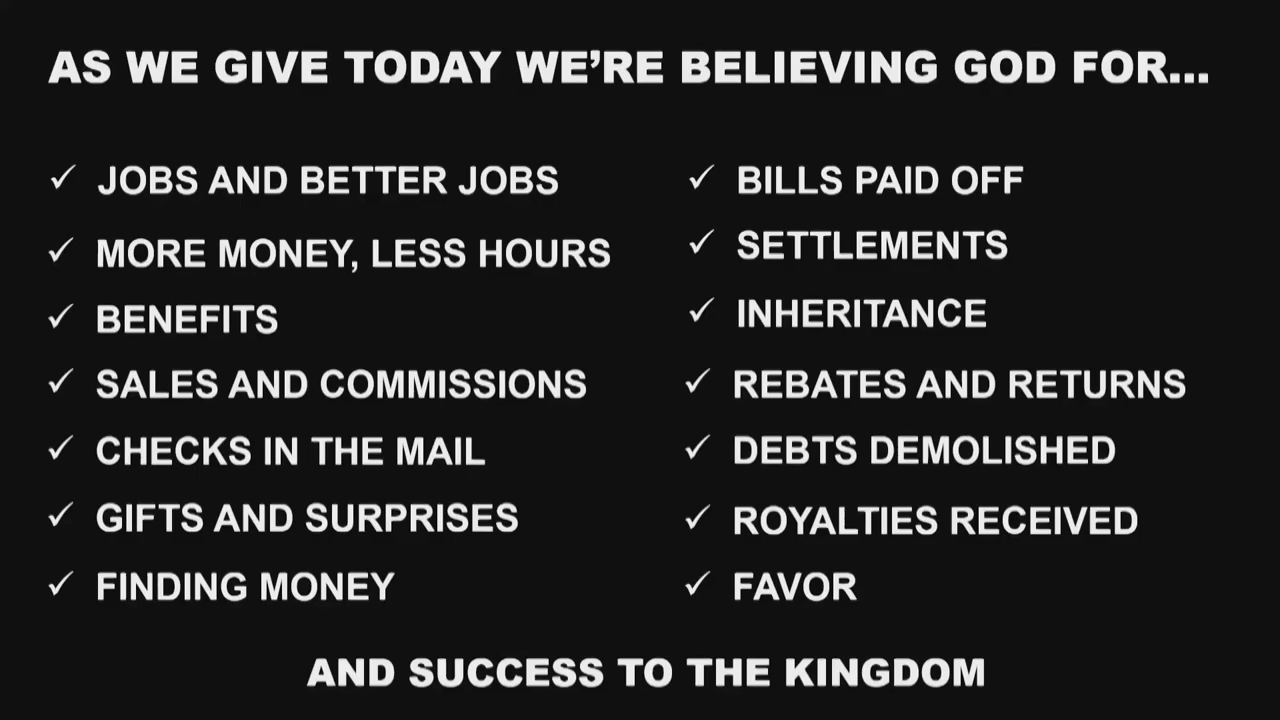 AS WE GIVE TODAY WE’RE BELIEVING GOD FOR...
✓ JOBS AND BETTER JOBS
✓ MORE MONEY, LESS HOURS
✓ BENEFITS
✓ SALES AND COMMISSIONS
✓ CHECKS IN THE MAIL
✓ GIFTS AND SURPRISES
✓ FINDING MONEY
✓ BILLS PAID OFF
✓ SETTLEMENTS
✓ INHERITANCE
✓ REBATES AND RETURNS
✓ DEBTS DEMOLISHED
✓ ROYALTIES RECEIVED
✓ FAVOR
AND SUCCESS TO THE KINGDOM